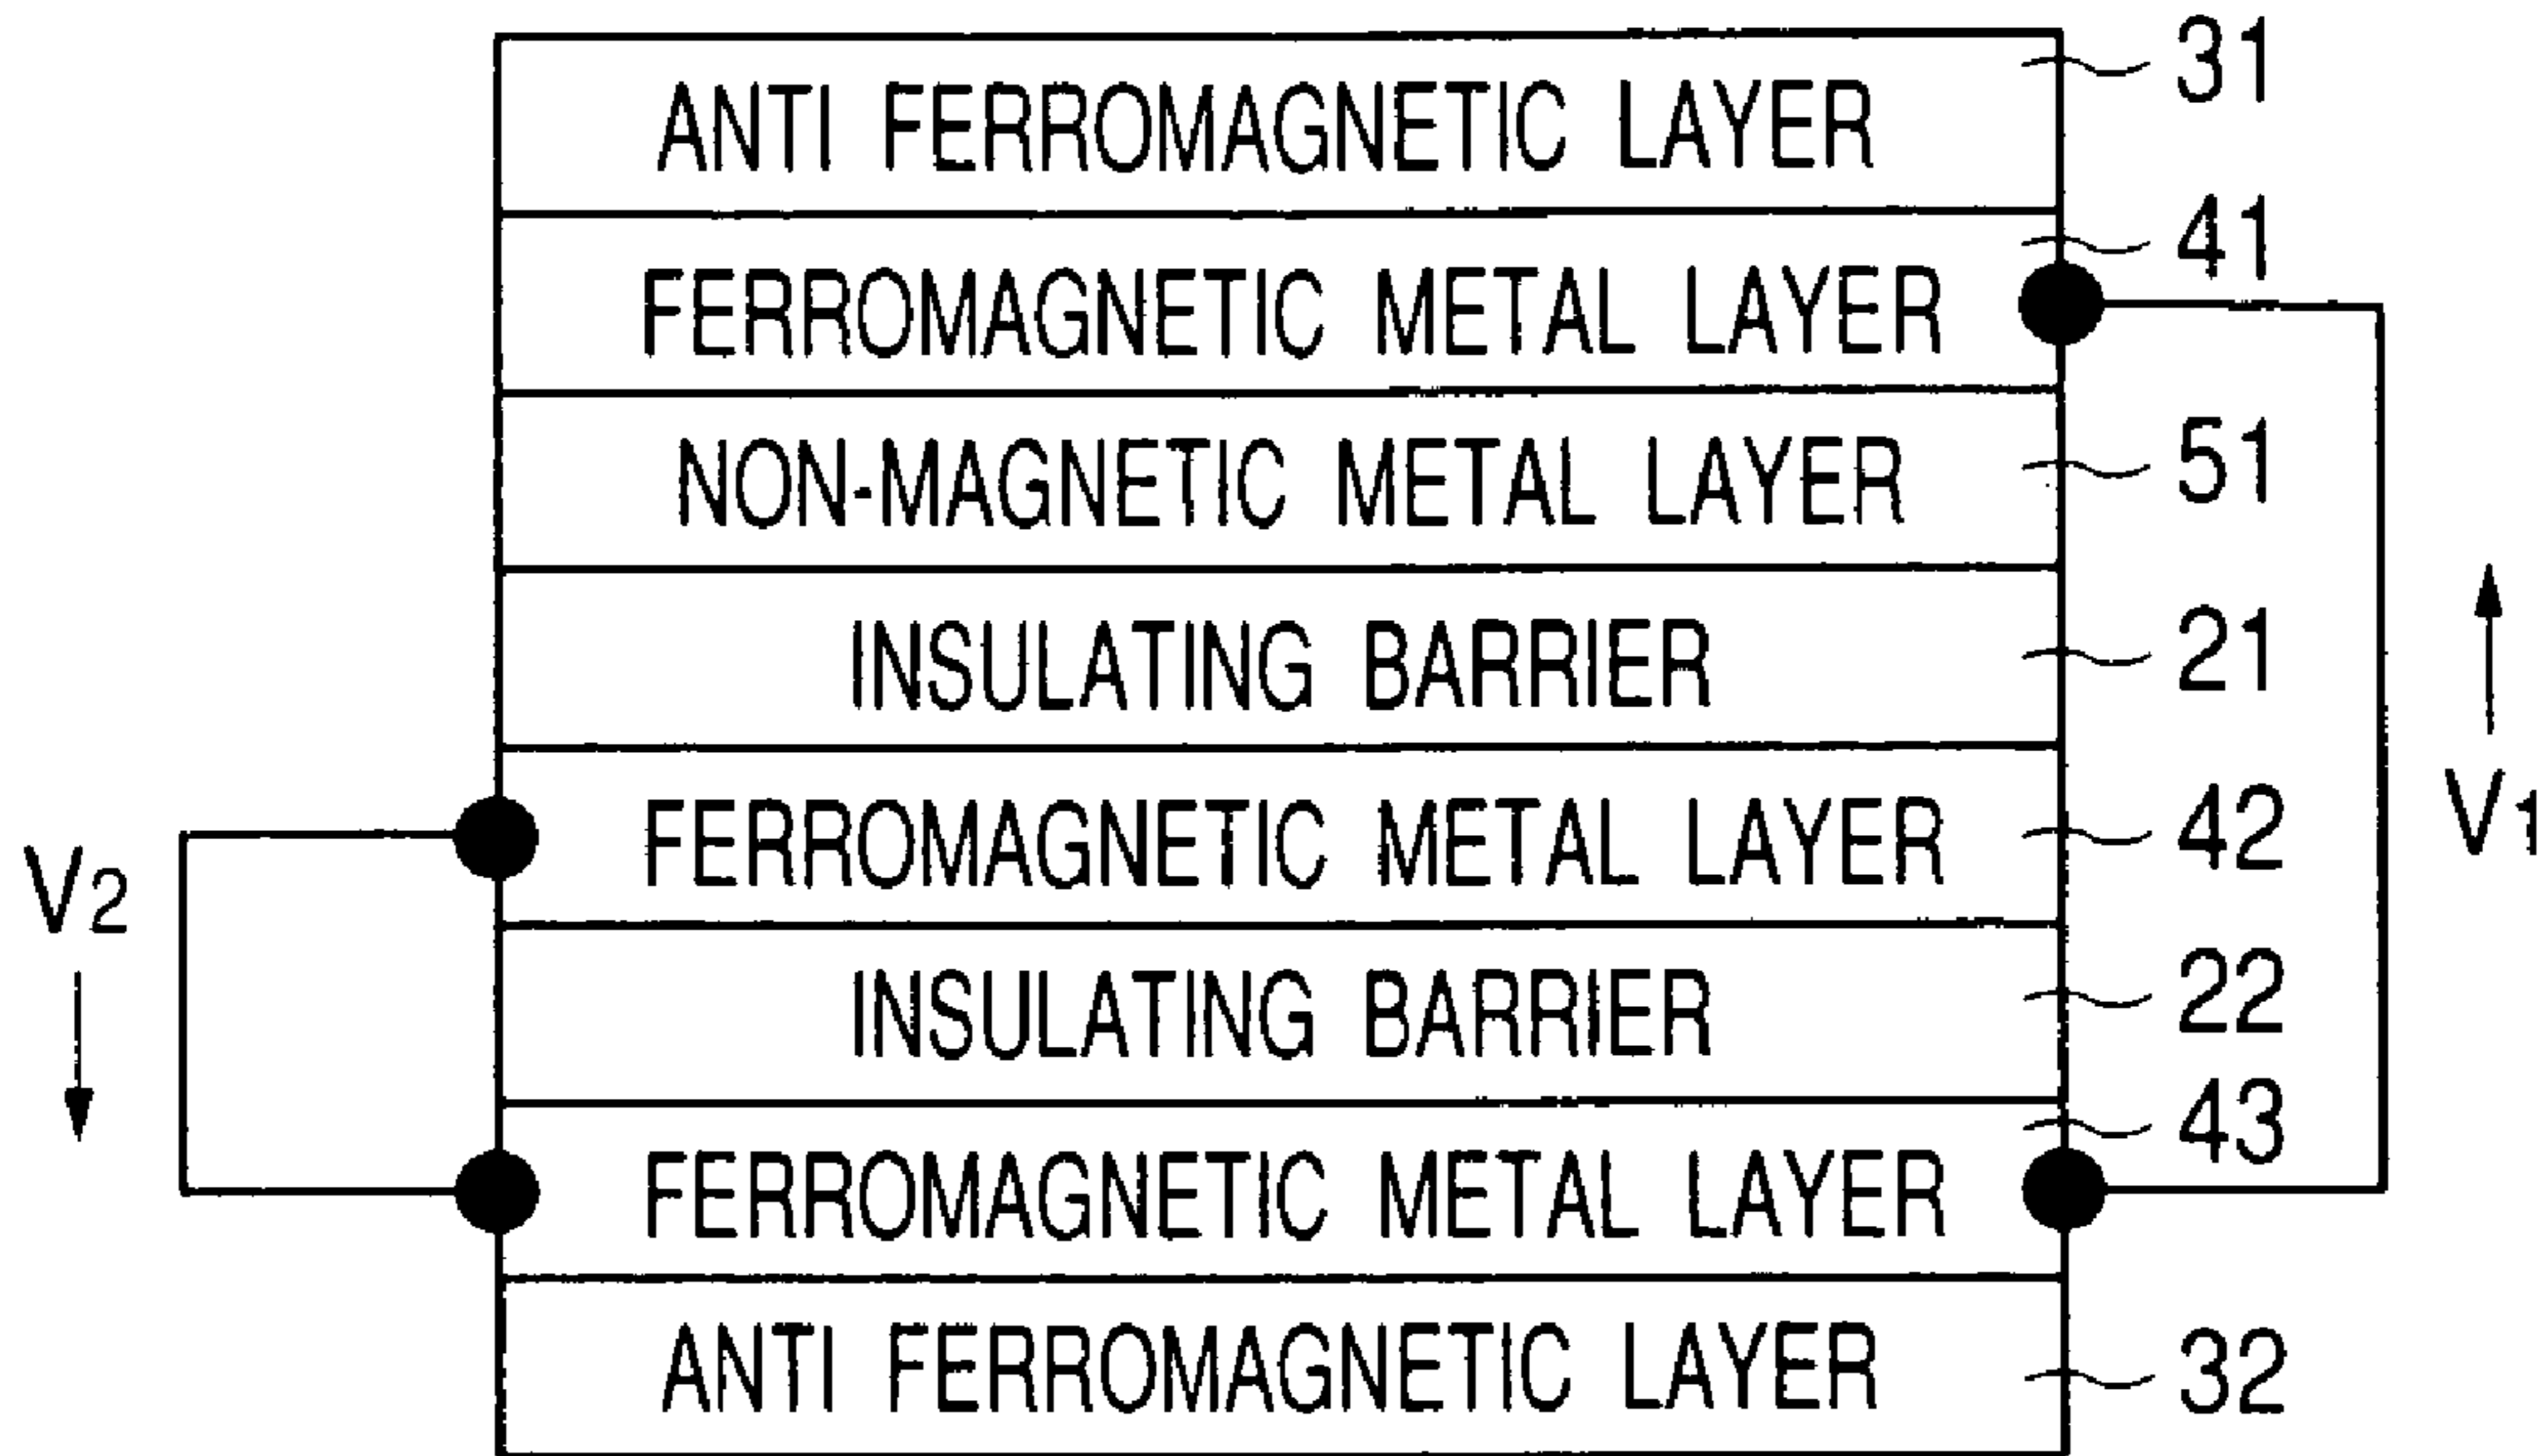 ANTI FERROMAGNETIC LAYER 31
FERROMAGNETIC METAL LAYER 41
NON-MAGNETIC METAL LAYER 51
INSULATING BARRIER 21
V1
FERROMAGNETIC METAL LAYER 42
V2
INSULATING BARRIER 22
FERROMAGNETIC METAL LAYER 43
ANTI FERROMAGNETIC LAYER 32